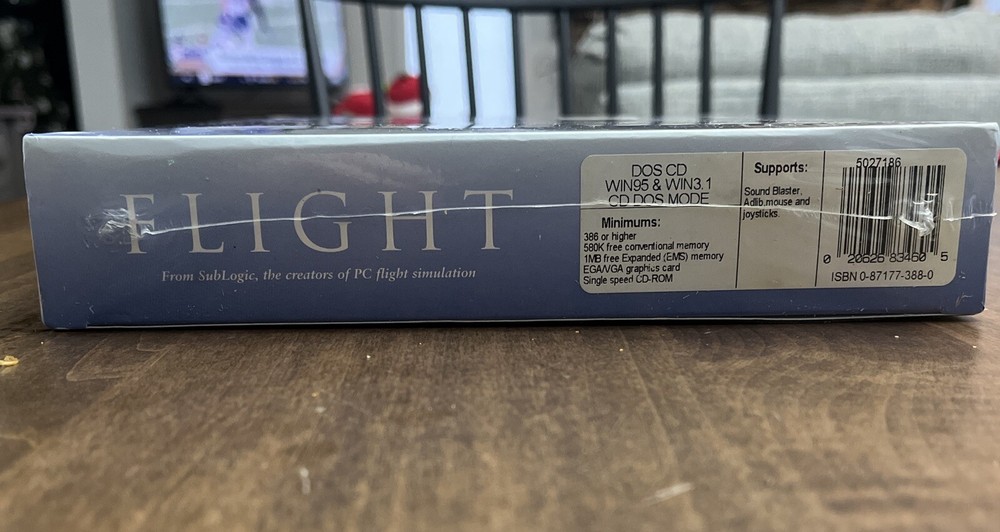 FLIGHT
From SubLogic, the creators of PC flight simulation
DOS CD
WIN95 & WIN3.1
CD DOS MODE
Minimums:
386 or higher
580K free conventional memory
1MB free Expanded (EMS) memory
EGA/VGA graphics card
Single speed CD-ROM
Supports:
Sound Blaster,
Adlib,mouse and
joysticks.
5027186
0 20626 83450 5
ISBN 0-87177-388-0